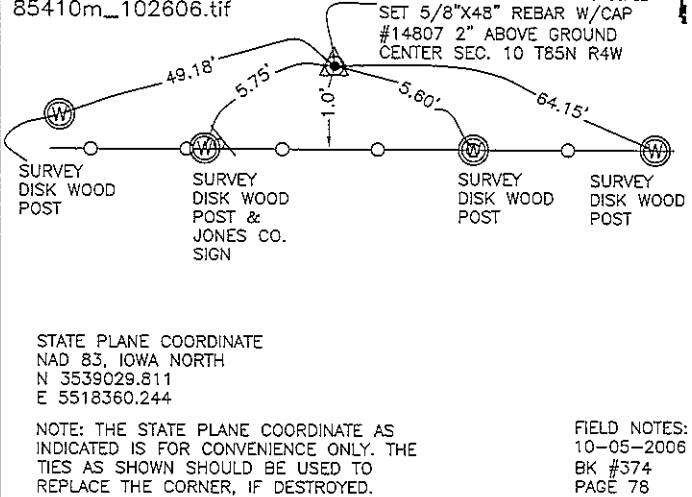 85410m_102606.tif
SET 5/8"X48" REBAR W/CAP
#14807 2" ABOVE GROUND
CENTER SEC. 10 T85N R4W
49.18'
5.75'
1.0'
5.60'
64.15'
W
W
W
W
SURVEY
DISK WOOD
POST
SURVEY
DISK WOOD
POST &
JONES CO.
SIGN
SURVEY
DISK WOOD
POST
SURVEY
DISK WOOD
POST
STATE PLANE COORDINATE
NAD 83, IOWA NORTH
N 3539029.811
E 5518360.244
NOTE: THE STATE PLANE COORDINATE AS
INDICATED IS FOR CONVENIENCE ONLY. THE
TIES AS SHOWN SHOULD BE USED TO
REPLACE THE CORNER, IF DESTROYED.
FIELD NOTES:
10-05-2006
BK #374
PAGE 78